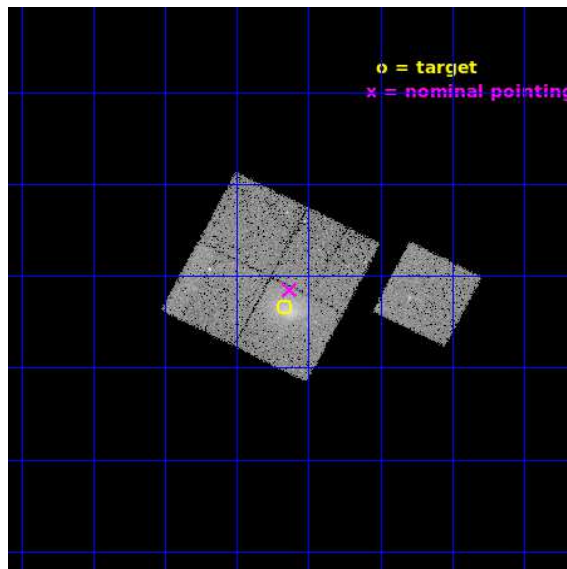 o = target
x = nominal pointing